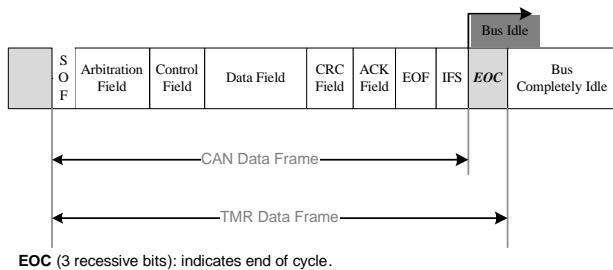 Bus Idle
S
O
F
Arbitration
Field
Control
Field
Data Field
CRC
Field
ACK
Field
EOF
IFS
EOC
Bus
Completely Idle
CAN Data Frame
TMR Data Frame
EOC (3 recessive bits): indicates end of cycle.